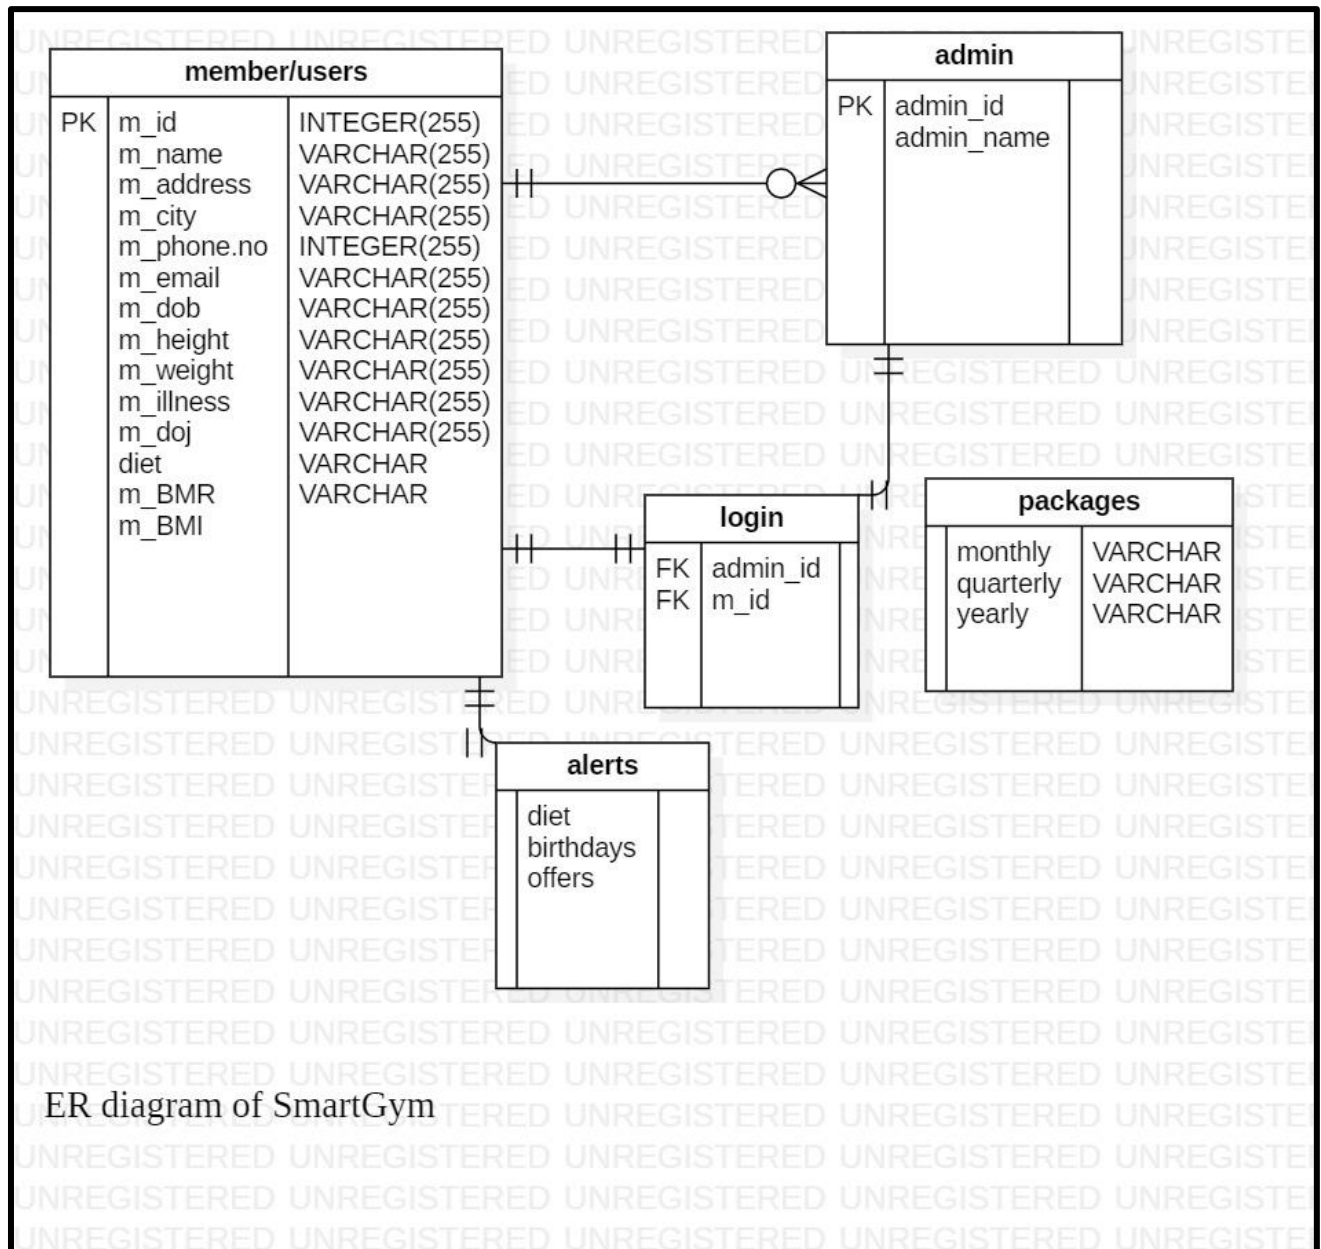 member/users
PK m_id INTEGER(255)
m_name VARCHAR(255)
m_address VARCHAR(255)
m_city VARCHAR(255)
m_phone.no INTEGER(255)
m_email VARCHAR(255)
m_dob VARCHAR(255)
m_height VARCHAR(255)
m_weight VARCHAR(255)
m_illness VARCHAR(255)
m_doj VARCHAR(255)
diet VARCHAR
m_BMR VARCHAR
m_BMI
admin
PK admin_id
admin_name
login
FK admin_id
FK m_id
packages
monthly VARCHAR
quarterly VARCHAR
yearly VARCHAR
alerts
diet
birthdays
offers
ER diagram of SmartGym
UNREGISTERED UNREGISTERED UNREGISTERED UNREGISTERED